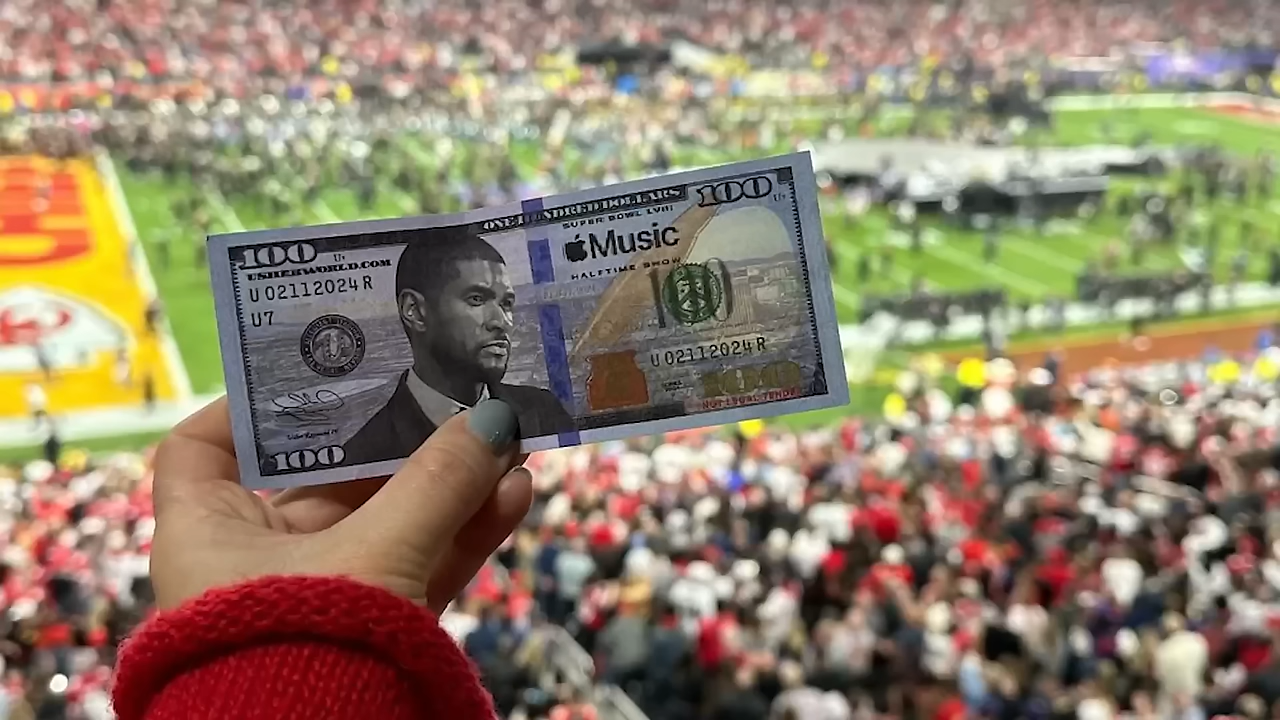 100
USHERWORLD.COM
U 02112024 R
U7
100
ONE HUNDRED DOLLARS
SUPER BOWL LVIII
Music
HALFTIME SHOW
100
U 02112024 R
NOT LEGAL TENDER